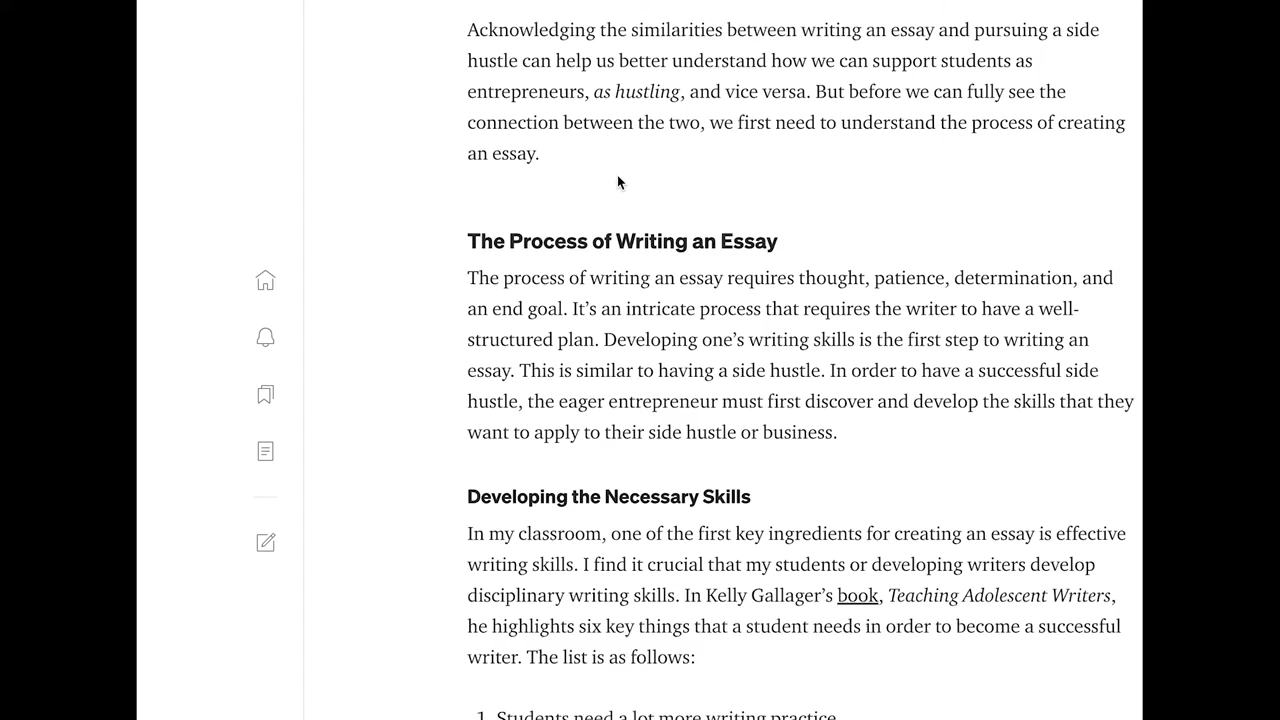 Acknowledging the similarities between writing an essay and pursuing a side
hustle can help us better understand how we can support students as
entrepreneurs, as hustling, and vice versa. But before we can fully see the
connection between the two, we first need to understand the process of creating
an essay.
The Process of Writing an Essay
The process of writing an essay requires thought, patience, determination, and
an end goal. It’s an intricate process that requires the writer to have a well-
structured plan. Developing one’s writing skills is the first step to writing an
essay. This is similar to having a side hustle. In order to have a successful side
hustle, the eager entrepreneur must first discover and develop the skills that they
want to apply to their side hustle or business.
Developing the Necessary Skills
In my classroom, one of the first key ingredients for creating an essay is effective
writing skills. I find it crucial that my students or developing writers develop
disciplinary writing skills. In Kelly Gallager’s book, Teaching Adolescent Writers,
he highlights six key things that a student needs in order to become a successful
writer. The list is as follows:
1. Students need a lot more writing practice